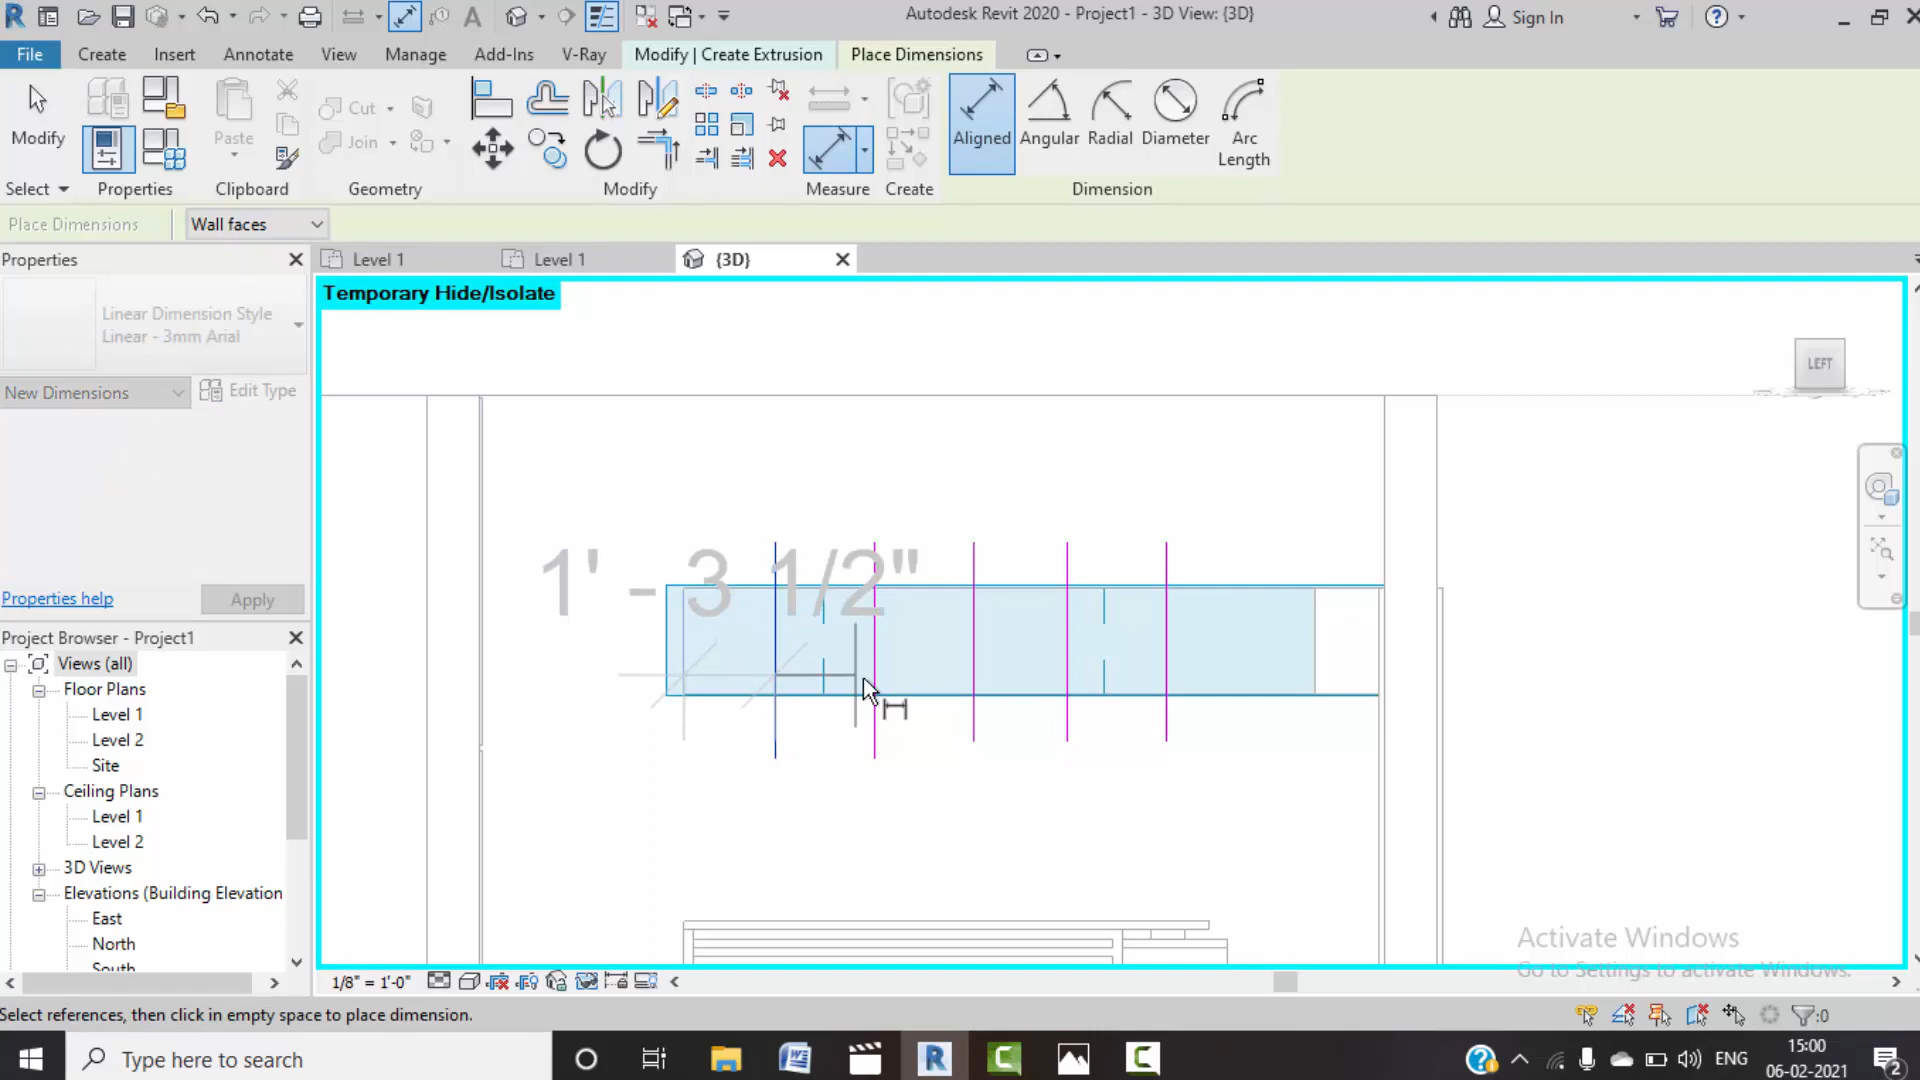 Autodesk Revit 2020 - Project1 - 3D View: {3D}
Sign In
File
Create
Insert
Annotate
View
Manage
Add-Ins
V-Ray
Modify | Create Extrusion
Place Dimensions
Modify
Paste
Cut
Join
Aligned
Angular
Radial
Diameter
Arc
Length
Select
Properties
Clipboard
Geometry
Modify
Measure
Create
Dimension
Place Dimensions
Wall faces
Properties
Level 1
Level 1
{3D}
Linear Dimension Style
Linear - 3mm Arial
New Dimensions
Edit Type
Properties help
Apply
Temporary Hide/Isolate
LEFT
1' - 3 1/2"
Project Browser - Project1
Views (all)
Floor Plans
Level 1
Level 2
Site
Ceiling Plans
Level 1
Level 2
3D Views
Elevations (Building Elevation
East
North
South
Activate Windows
Go to Settings to activate Windows.
1/8" = 1'-0"
Select references, then click in empty space to place dimension.
:0
Type here to search
ENG
15:00
06-02-2021
2